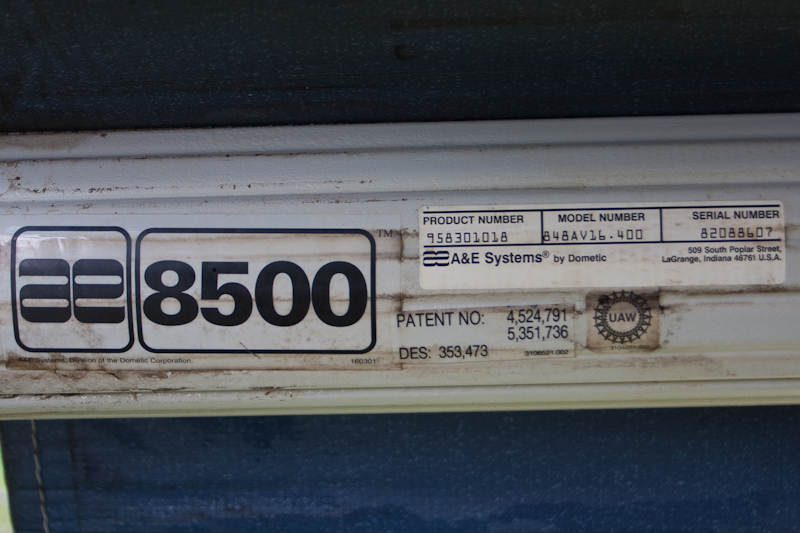 æ 8500 ™
A&E Systems, Division of the Dometic Corporation.
160301
PRODUCT NUMBER MODEL NUMBER SERIAL NUMBER
958301018 848AV16.400 82088607
æ A&E Systems® by Dometic
509 South Poplar Street,
LaGrange, Indiana 46761 U.S.A.
PATENT NO: 4,524,791
5,351,736
DES: 353,473
3108521.002
UAW